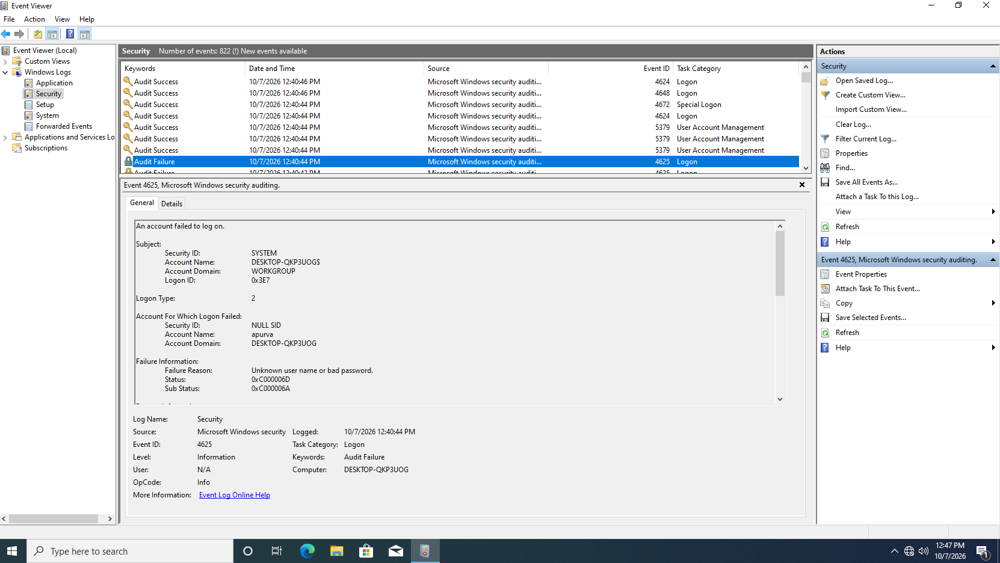 Event Viewer
File Action View Help
Event Viewer (Local)
Custom Views
Windows Logs
Application
Security
Setup
System
Forwarded Events
Applications and Services Lo
Subscriptions
Security Number of events: 822 (!) New events available
Keywords Date and Time Source Event ID Task Category
Audit Success 10/7/2026 12:40:46 PM Microsoft Windows security auditi... 4624 Logon
Audit Success 10/7/2026 12:40:46 PM Microsoft Windows security auditi... 4648 Logon
Audit Success 10/7/2026 12:40:44 PM Microsoft Windows security auditi... 4672 Special Logon
Audit Success 10/7/2026 12:40:44 PM Microsoft Windows security auditi... 4624 Logon
Audit Success 10/7/2026 12:40:44 PM Microsoft Windows security auditi... 5379 User Account Management
Audit Success 10/7/2026 12:40:44 PM Microsoft Windows security auditi... 5379 User Account Management
Audit Success 10/7/2026 12:40:44 PM Microsoft Windows security auditi... 5379 User Account Management
Audit Failure 10/7/2026 12:40:44 PM Microsoft Windows security auditi... 4625 Logon
Audit Failure 10/7/2026 12:40:42 PM Microsoft Windows security auditi... 4625 Logon
Event 4625, Microsoft Windows security auditing.
General Details
An account failed to log on.
Subject:
Security ID: SYSTEM
Account Name: DESKTOP-QKP3UOG$
Account Domain: WORKGROUP
Logon ID: 0x3E7
Logon Type: 2
Account For Which Logon Failed:
Security ID: NULL SID
Account Name: apurva
Account Domain: DESKTOP-QKP3UOG
Failure Information:
Failure Reason: Unknown user name or bad password.
Status: 0xC000006D
Sub Status: 0xC000006A
Log Name: Security
Source: Microsoft Windows security Logged: 10/7/2026 12:40:44 PM
Event ID: 4625 Task Category: Logon
Level: Information Keywords: Audit Failure
User: N/A Computer: DESKTOP-QKP3UOG
OpCode: Info
More Information: Event Log Online Help
Actions
Security
Open Saved Log...
Create Custom View...
Import Custom View...
Clear Log...
Filter Current Log...
Properties
Find...
Save All Events As...
Attach a Task To this Log...
View
Refresh
Help
Event 4625, Microsoft Windows security auditing.
Event Properties
Attach Task To This Event...
Copy
Save Selected Events...
Refresh
Help
Type here to search
12:47 PM
10/7/2026
1